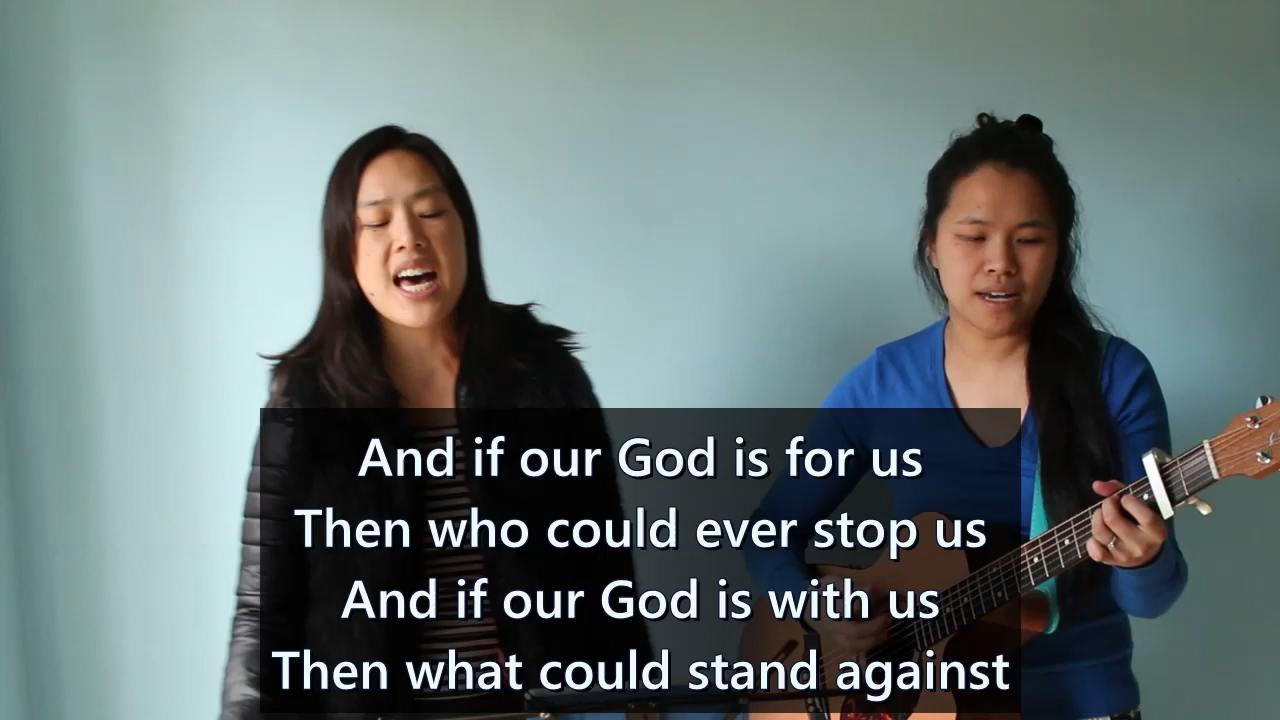 And if our God is for us
Then who could ever stop us
And if our God is with us
Then what could stand against